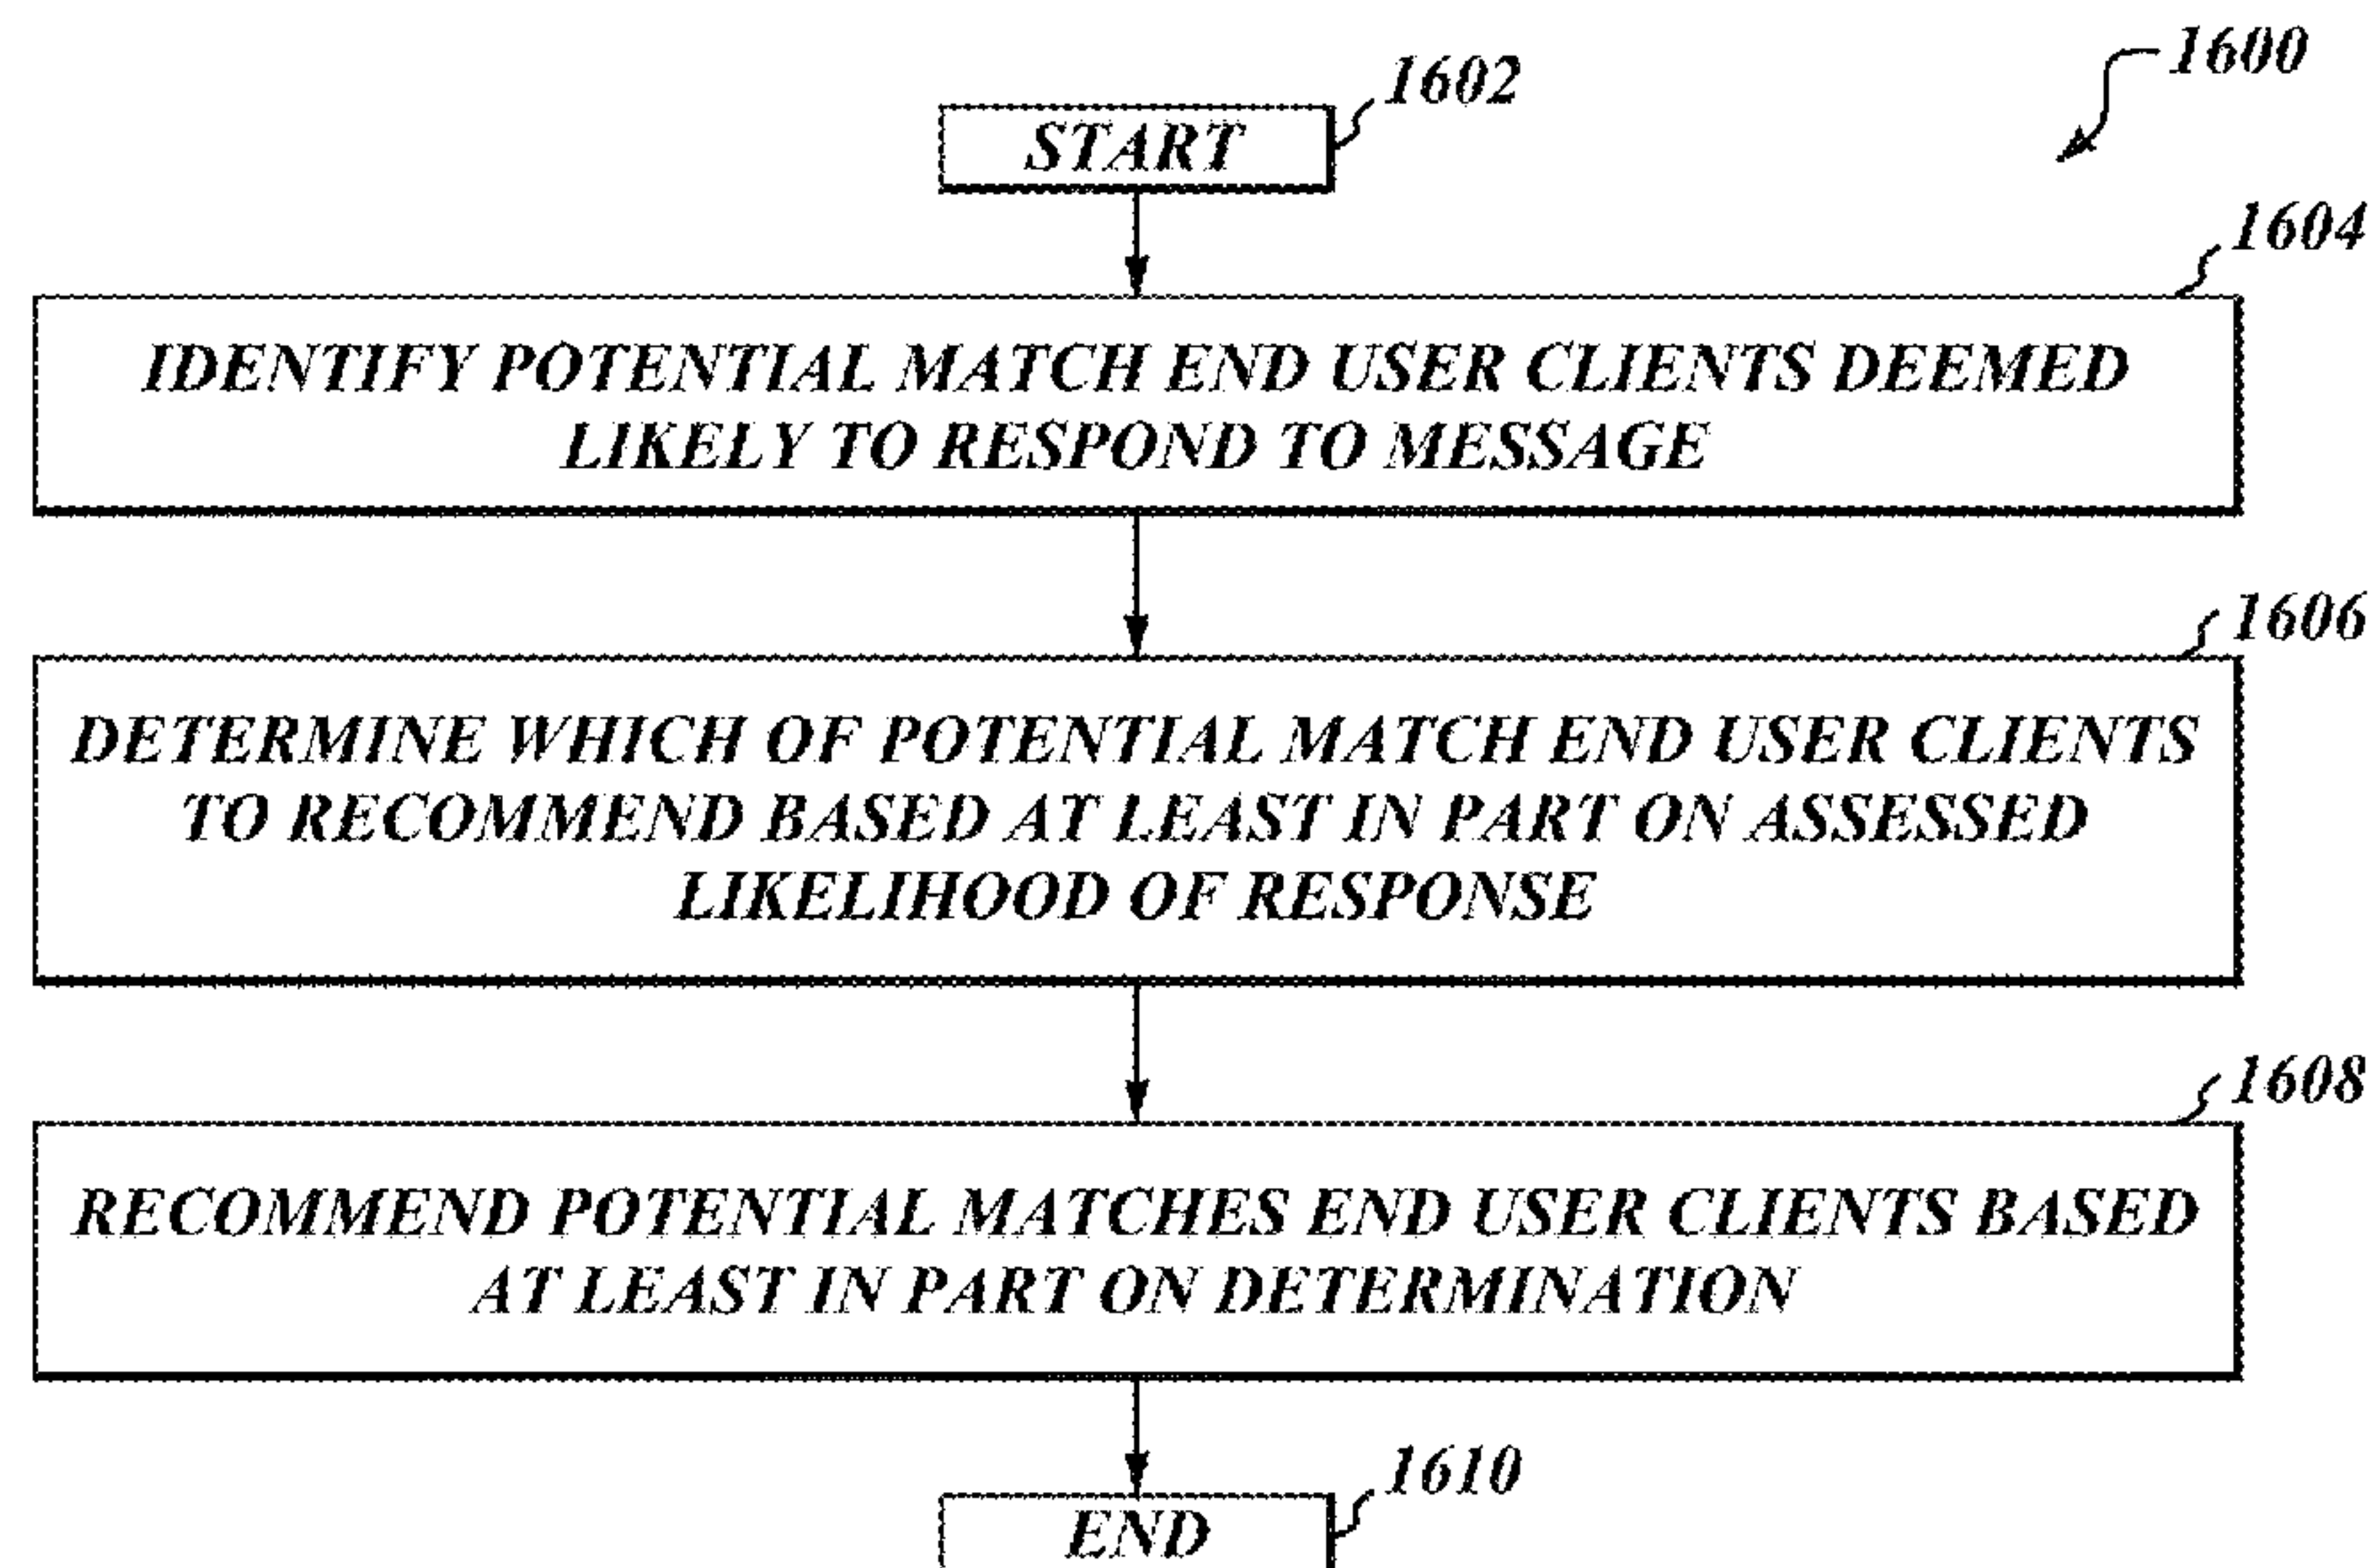 1600
1602
START
1604
IDENTIFY POTENTIAL MATCH END USER CLIENTS DEEMED
LIKELY TO RESPOND TO MESSAGE
1606
DETERMINE WHICH OF POTENTIAL MATCH END USER CLIENTS
TO RECOMMEND BASED AT LEAST IN PART ON ASSESSED
LIKELIHOOD OF RESPONSE
1608
RECOMMEND POTENTIAL MATCHES END USER CLIENTS BASED
AT LEAST IN PART ON DETERMINATION
1610
END